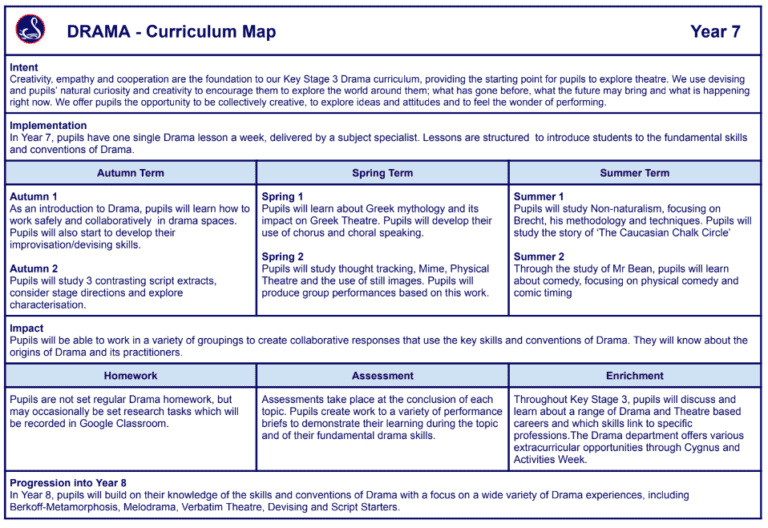 DRAMA - Curriculum Map
Year 7
Intent
Creativity, empathy and cooperation are the foundation to our Key Stage 3 Drama curriculum, providing the starting point for pupils to explore theatre. We use devising
and pupils' natural curiosity and creativity to encourage them to explore the world around them; what has gone before, what the future may bring and what is happening
right now. We offer pupils the opportunity to be collectively creative, to explore ideas and attitudes and to feel the wonder of performing.
Implementation
In Year 7, pupils have one single Drama lesson a week, delivered by a subject specialist. Lessons are structured to introduce students to the fundamental skills
and conventions of Drama.
Autumn Term
Autumn 1
As an introduction to Drama, pupils will learn how to
work safely and collaboratively in drama spaces.
Pupils will also start to develop their
improvisation/devising skills.
Autumn 2
Pupils will study 3 contrasting script extracts,
consider stage directions and explore
characterisation.
Spring Term
Spring 1
Pupils will learn about Greek mythology and its
impact on Greek Theatre. Pupils will develop their
use of chorus and choral speaking.
Spring 2
Pupils will study thought tracking, Mime, Physical
Theatre and the use of still images. Pupils will
produce group performances based on this work.
Summer Term
Summer 1
Pupils will study Non-naturalism, focusing on
Brecht, his methodology and techniques. Pupils will
study the story of 'The Caucasian Chalk Circle'
Summer 2
Through the study of Mr Bean, pupils will learn
about comedy, focusing on physical comedy and
comic timing
Impact
Pupils will be able to work in a variety of groupings to create collaborative responses that use the key skills and conventions of Drama. They will know about the
origins of Drama and its practitioners.
Homework
Pupils are not set regular Drama homework, but
may occasionally be set research tasks which will
be recorded in Google Classroom.
Assessment
Assessments take place at the conclusion of each
topic. Pupils create work to a variety of performance
briefs to demonstrate their learning during the topic
and of their fundamental drama skills.
Enrichment
Throughout Key Stage 3, pupils will discuss and
learn about a range of Drama and Theatre based
careers and which skills link to specific
professions.The Drama department offers various
extracurricular opportunities through Cygnus and
Activities Week.
Progression into Year 8
In Year 8, pupils will build on their knowledge of the skills and conventions of Drama with a focus on a wide variety of Drama experiences, including
Berkoff-Metamorphosis, Melodrama, Verbatim Theatre, Devising and Script Starters.